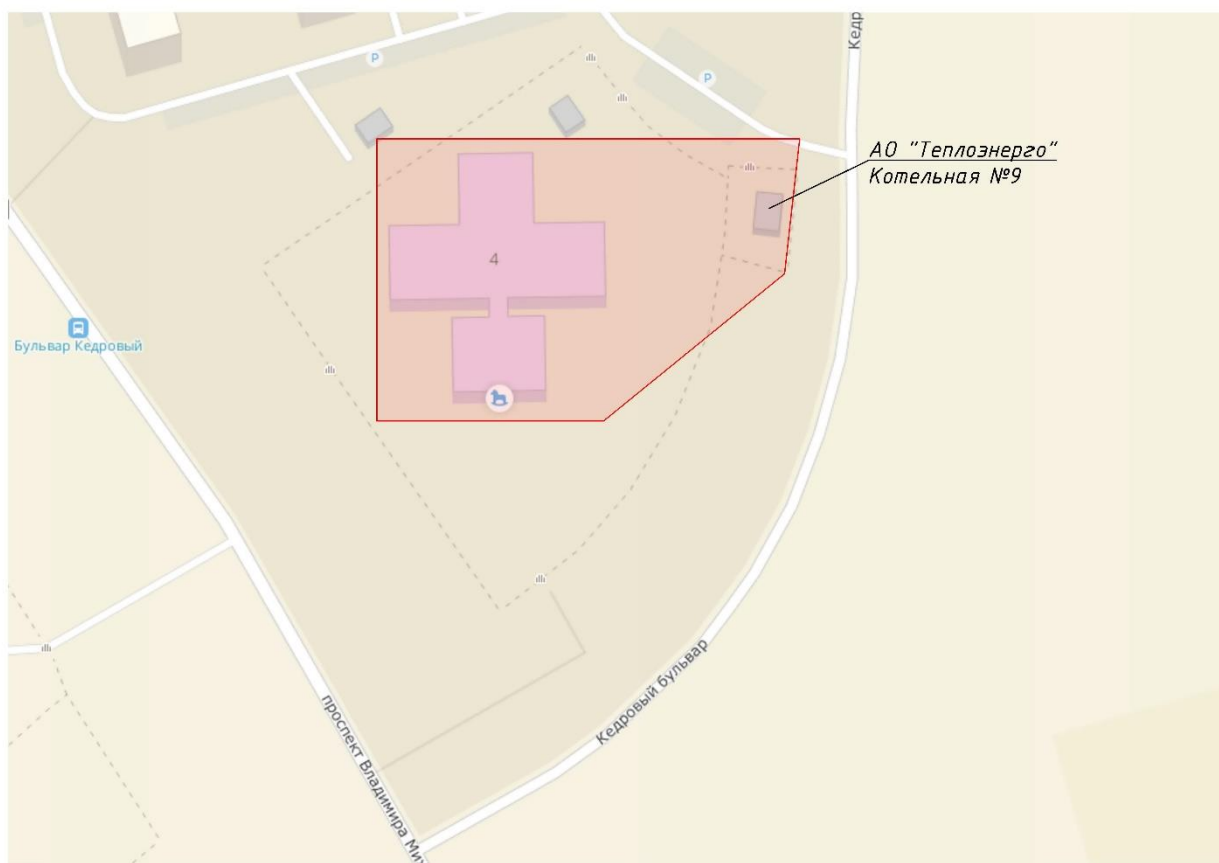 Р
Р
Кедр
АО "Теплоэнерго"
Котельная №9
4
Бульвар Кедровый
Кедровый бульвар
проспект Владимира Ми